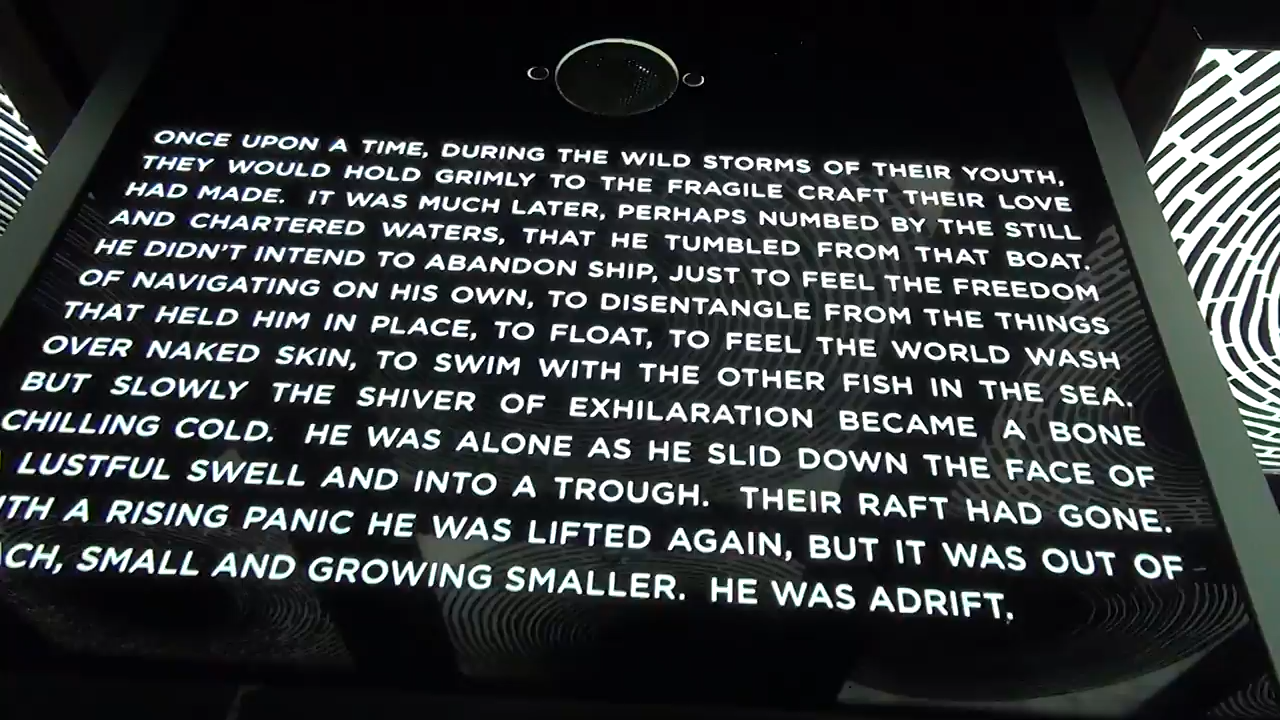 ONCE UPON A TIME, DURING THE WILD STORMS OF THEIR YOUTH,
THEY WOULD HOLD GRIMLY TO THE FRAGILE CRAFT THEIR LOVE
HAD MADE. IT WAS MUCH LATER, PERHAPS NUMBED BY THE STILL
AND CHARTERED WATERS, THAT HE TUMBLED FROM THAT BOAT.
HE DIDN'T INTEND TO ABANDON SHIP, JUST TO FEEL THE FREEDOM
OF NAVIGATING ON HIS OWN, TO DISENTANGLE FROM THE THINGS
THAT HELD HIM IN PLACE, TO FLOAT, TO FEEL THE WORLD WASH
OVER NAKED SKIN, TO SWIM WITH THE OTHER FISH IN THE SEA.
BUT SLOWLY THE SHIVER OF EXHILARATION BECAME A BONE
CHILLING COLD. HE WAS ALONE AS HE SLID DOWN THE FACE OF
LUSTFUL SWELL AND INTO A TROUGH. THEIR RAFT HAD GONE.
ITH A RISING PANIC HE WAS LIFTED AGAIN, BUT IT WAS OUT OF
ACH, SMALL AND GROWING SMALLER. HE WAS ADRIFT.